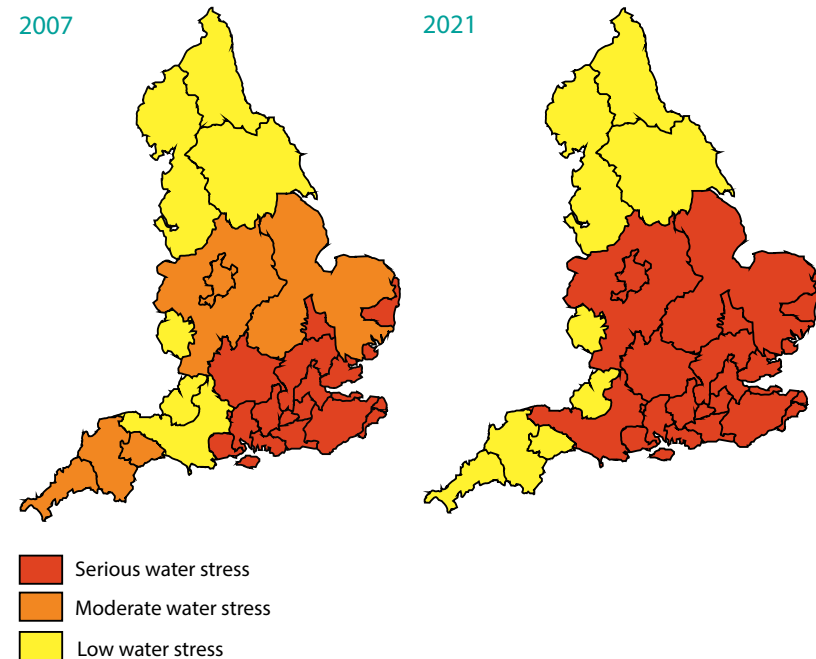 2007
2021
Serious water stress
Moderate water stress
Low water stress